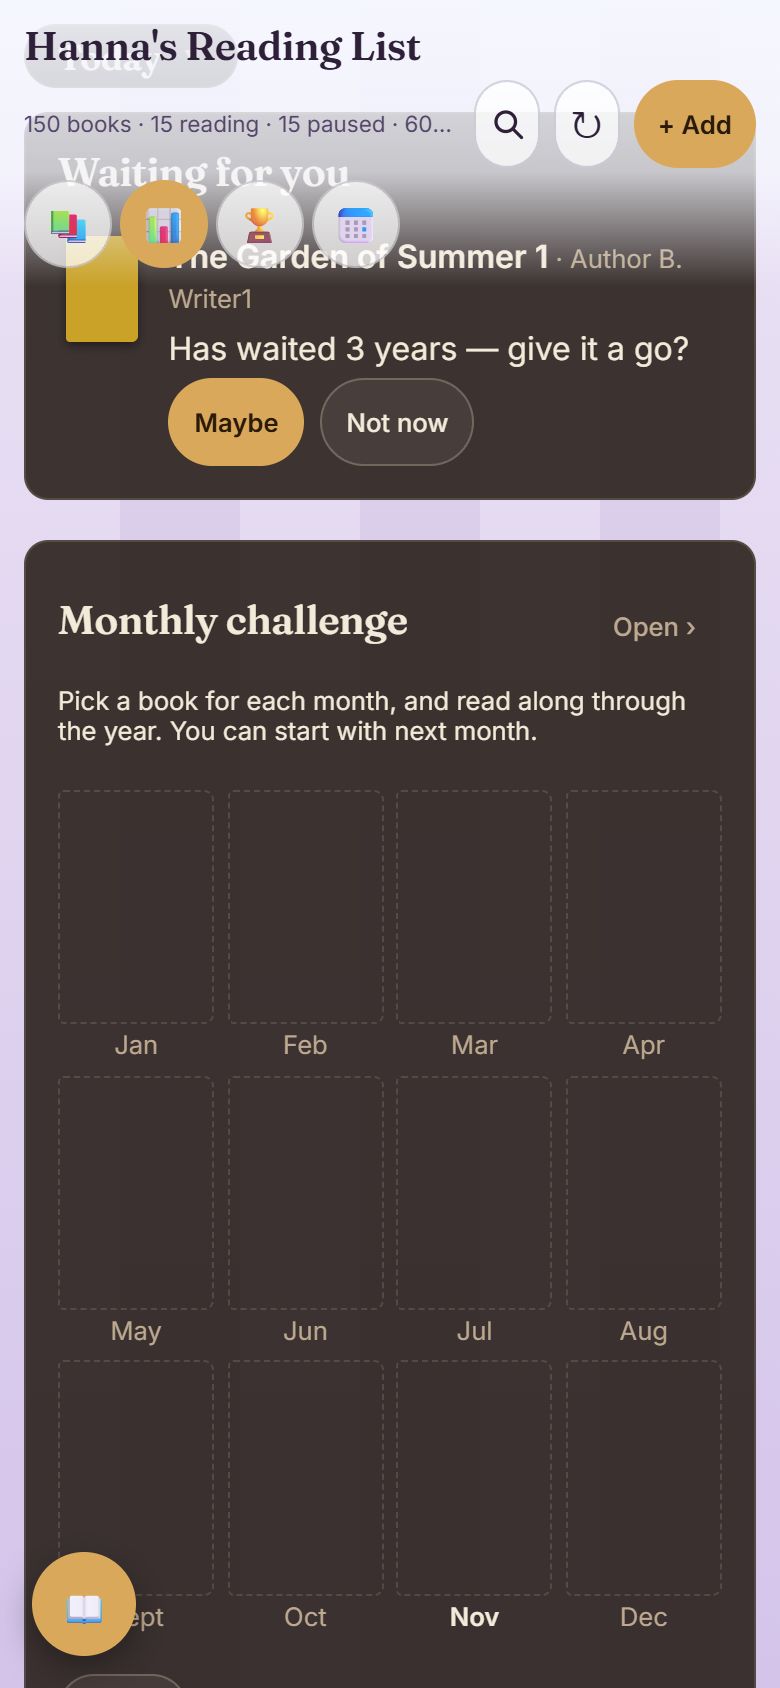 Hanna's Reading List
Today
150 books · 15 reading · 15 paused · 60...
+ Add
Waiting for you
The Garden of Summer 1 · Author B.
Writer1
Has waited 3 years — give it a go?
Maybe
Not now
Monthly challenge
Open ›
Pick a book for each month, and read along through
the year. You can start with next month.
Jan
Feb
Mar
Apr
May
Jun
Jul
Aug
ept
Oct
Nov
Dec